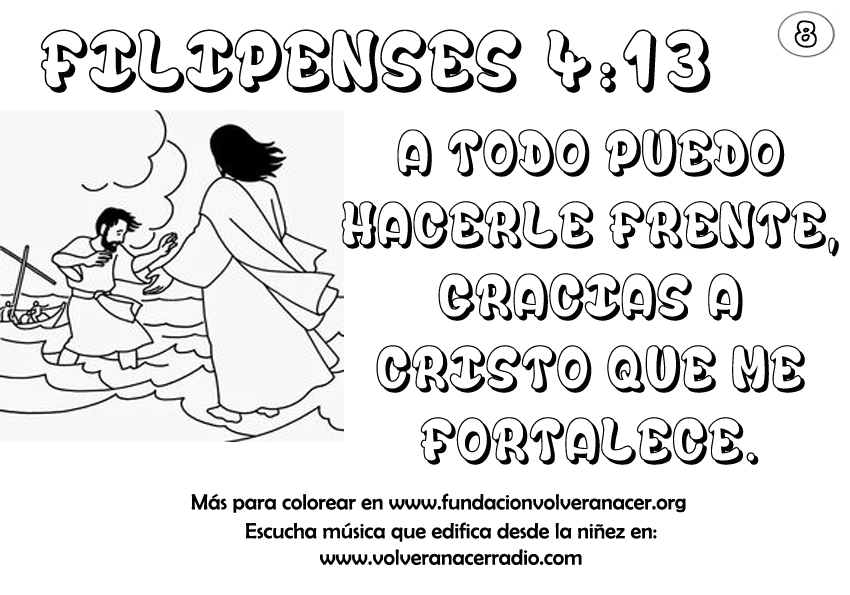 8
FILIPENSES 4:13
A TODO PUEDO
HACERLE FRENTE,
GRACIAS A
CRISTO QUE ME
FORTALECE.
Más para colorear en www.fundacionvolveranacer.org
Escucha música que edifica desde la niñez en:
www.volveranacerradio.com